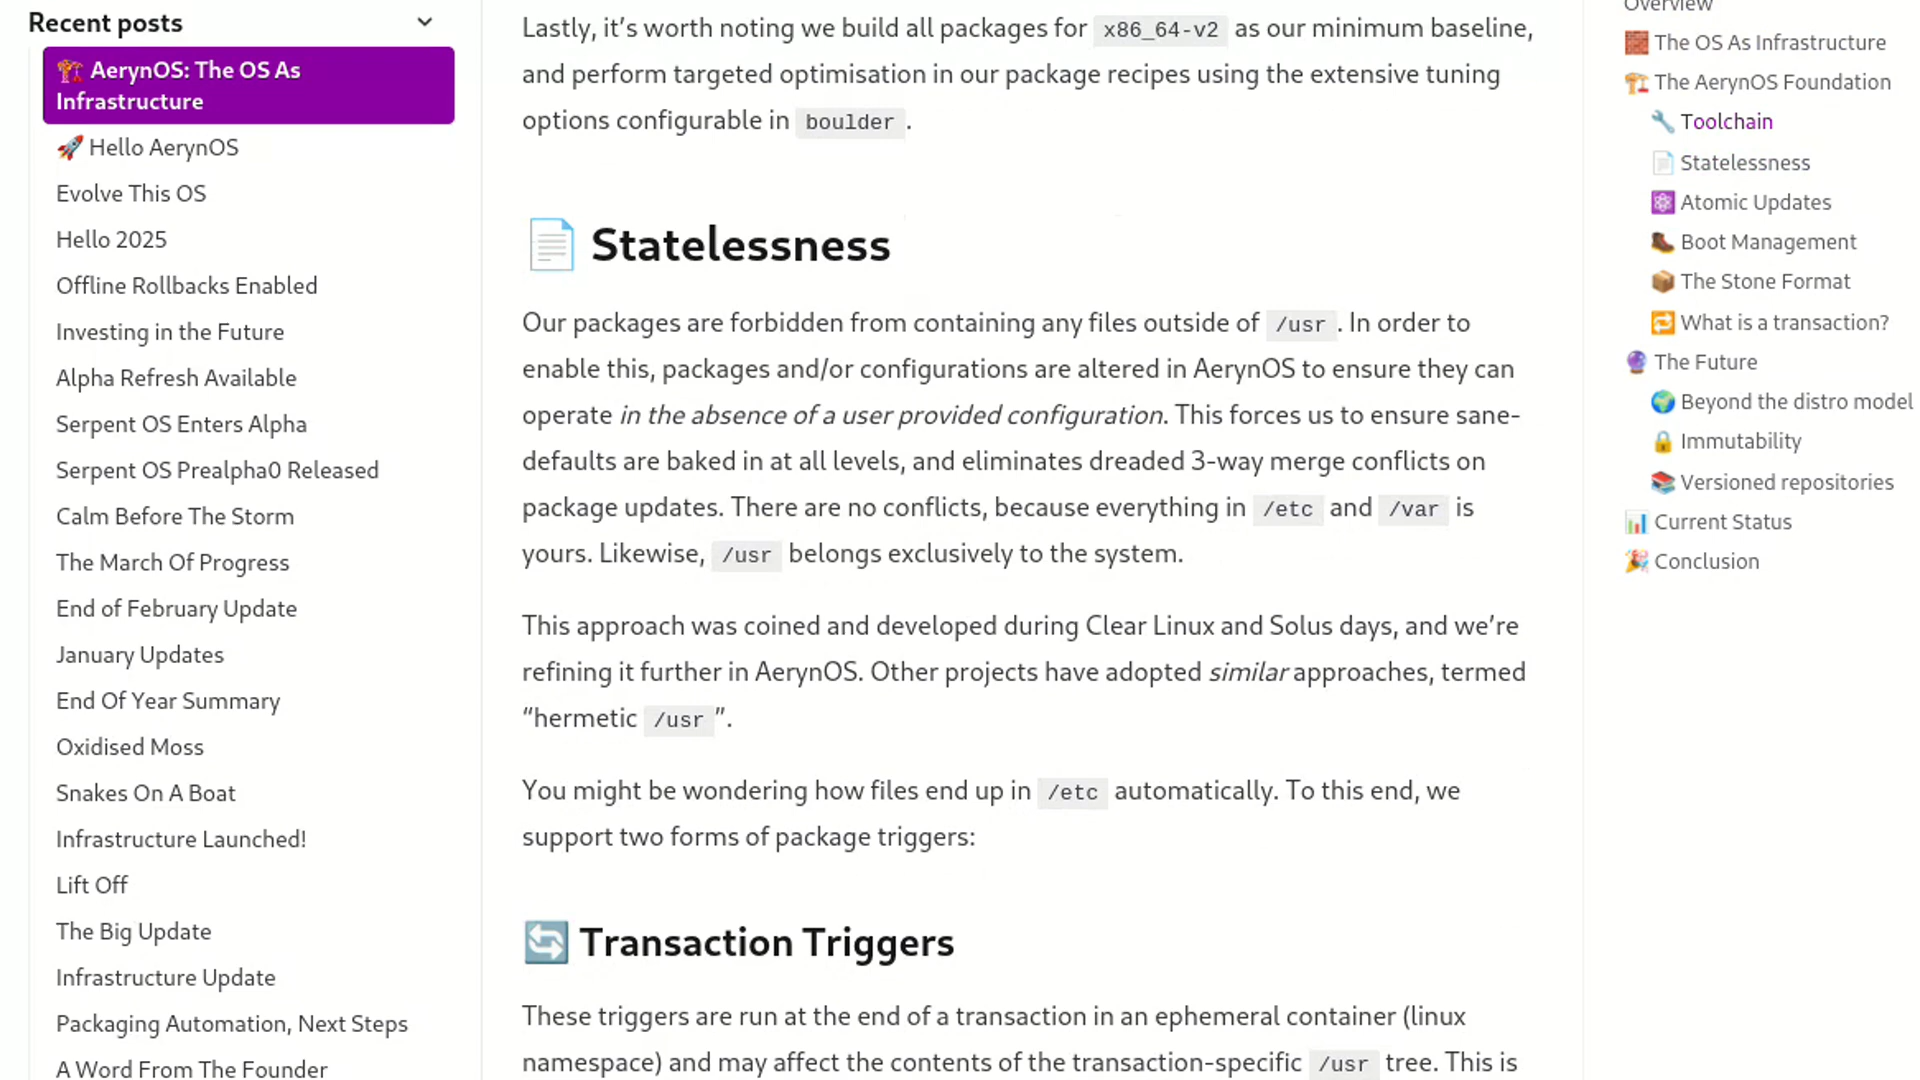 Recent posts
🏗️ AerynOS: The OS As
Infrastructure
🚀 Hello AerynOS
Evolve This OS
Hello 2025
Offline Rollbacks Enabled
Investing in the Future
Alpha Refresh Available
Serpent OS Enters Alpha
Serpent OS Prealpha0 Released
Calm Before The Storm
The March Of Progress
End of February Update
January Updates
End Of Year Summary
Oxidised Moss
Snakes On A Boat
Infrastructure Launched!
Lift Off
The Big Update
Infrastructure Update
Packaging Automation, Next Steps
A Word From The Founder
Lastly, it’s worth noting we build all packages for x86_64-v2 as our minimum baseline,
and perform targeted optimisation in our package recipes using the extensive tuning
options configurable in boulder.
📄 Statelessness
Our packages are forbidden from containing any files outside of /usr. In order to
enable this, packages and/or configurations are altered in AerynOS to ensure they can
operate in the absence of a user provided configuration. This forces us to ensure sane-
defaults are baked in at all levels, and eliminates dreaded 3-way merge conflicts on
package updates. There are no conflicts, because everything in /etc and /var is
yours. Likewise, /usr belongs exclusively to the system.
This approach was coined and developed during Clear Linux and Solus days, and we’re
refining it further in AerynOS. Other projects have adopted similar approaches, termed
“hermetic /usr”.
You might be wondering how files end up in /etc automatically. To this end, we
support two forms of package triggers:
🔄 Transaction Triggers
These triggers are run at the end of a transaction in an ephemeral container (linux
namespace) and may affect the contents of the transaction-specific /usr tree. This is
Overview
🧱 The OS As Infrastructure
🏗️ The AerynOS Foundation
🔧 Toolchain
📄 Statelessness
⚛️ Atomic Updates
🥾 Boot Management
📦 The Stone Format
🔁 What is a transaction?
🔮 The Future
🌍 Beyond the distro model
🔒 Immutability
📚 Versioned repositories
📊 Current Status
🎉 Conclusion